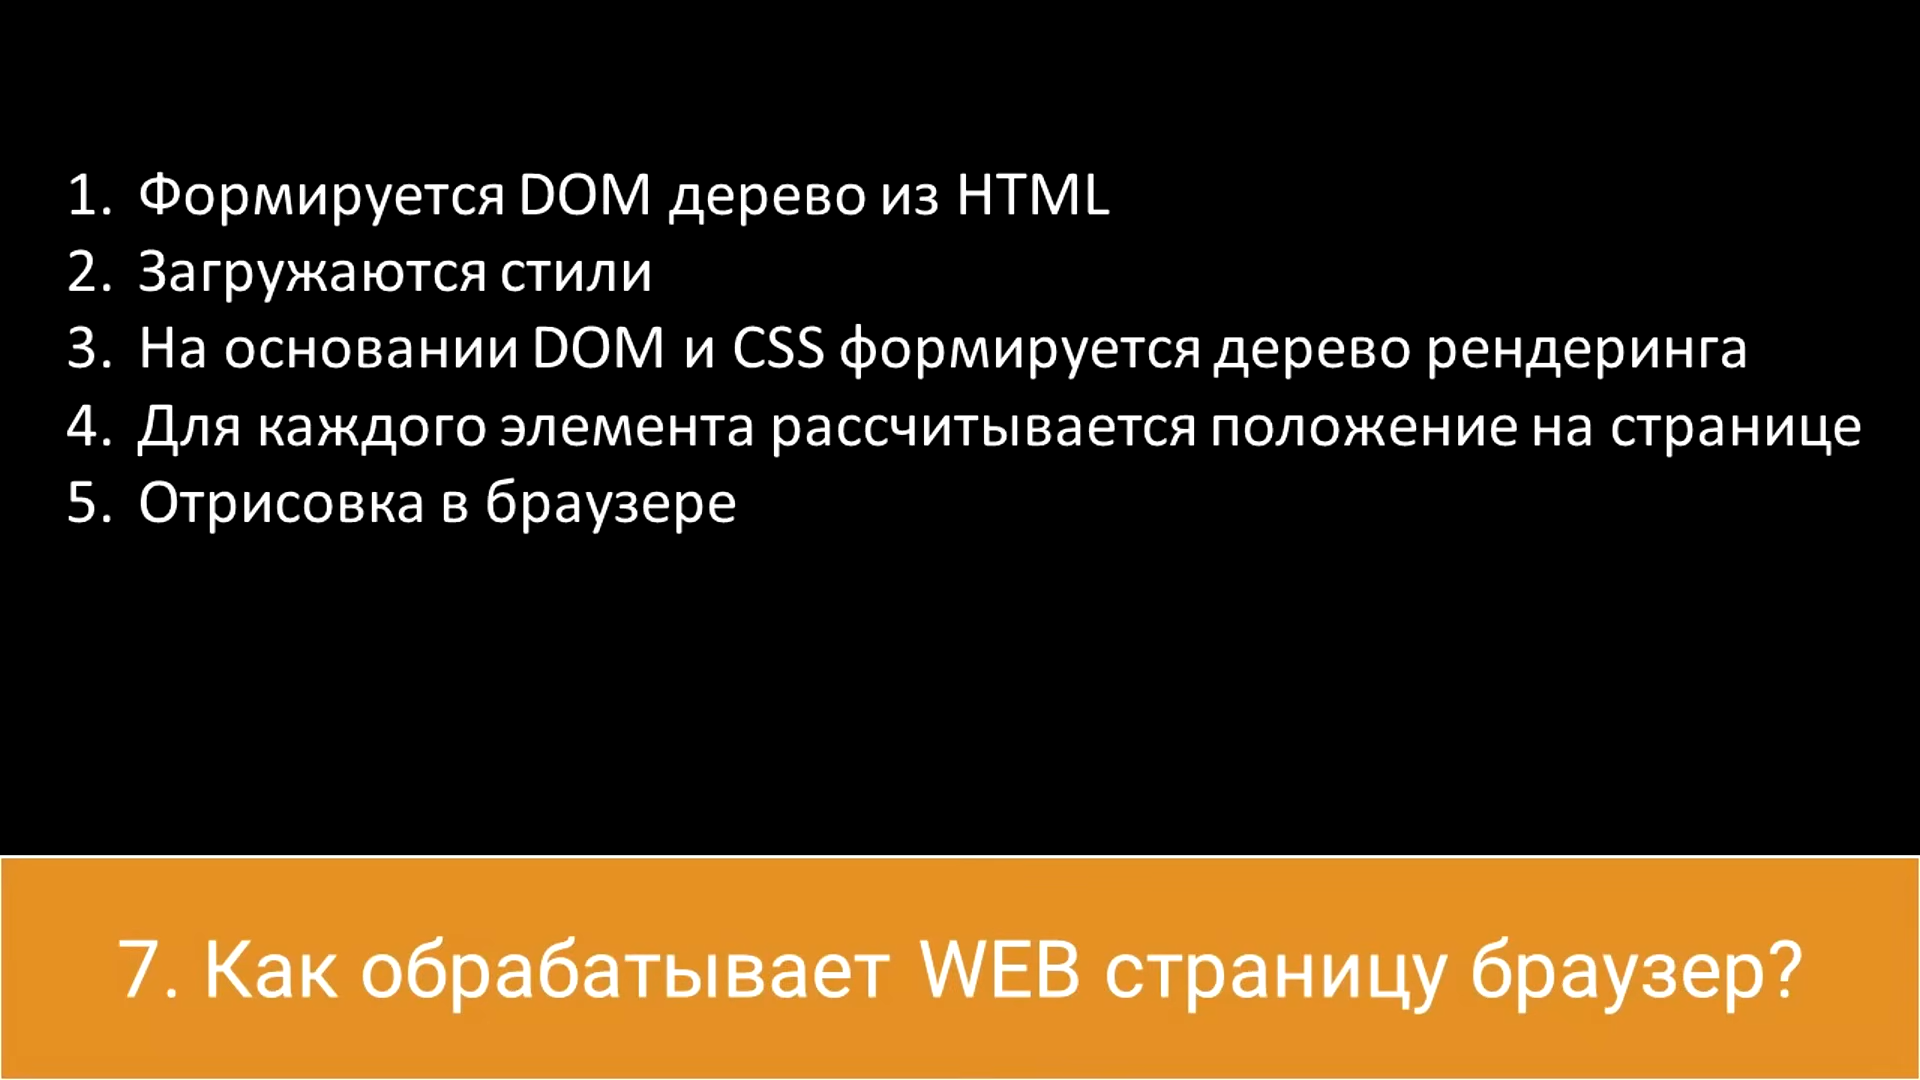 1. Формируется DOM дерево из HTML
2. Загружаются стили
3. На основании DOM и CSS формируется дерево рендеринга
4. Для каждого элемента рассчитывается положение на странице
5. Отрисовка в браузере
7. Как обрабатывает WEB страницу браузер?